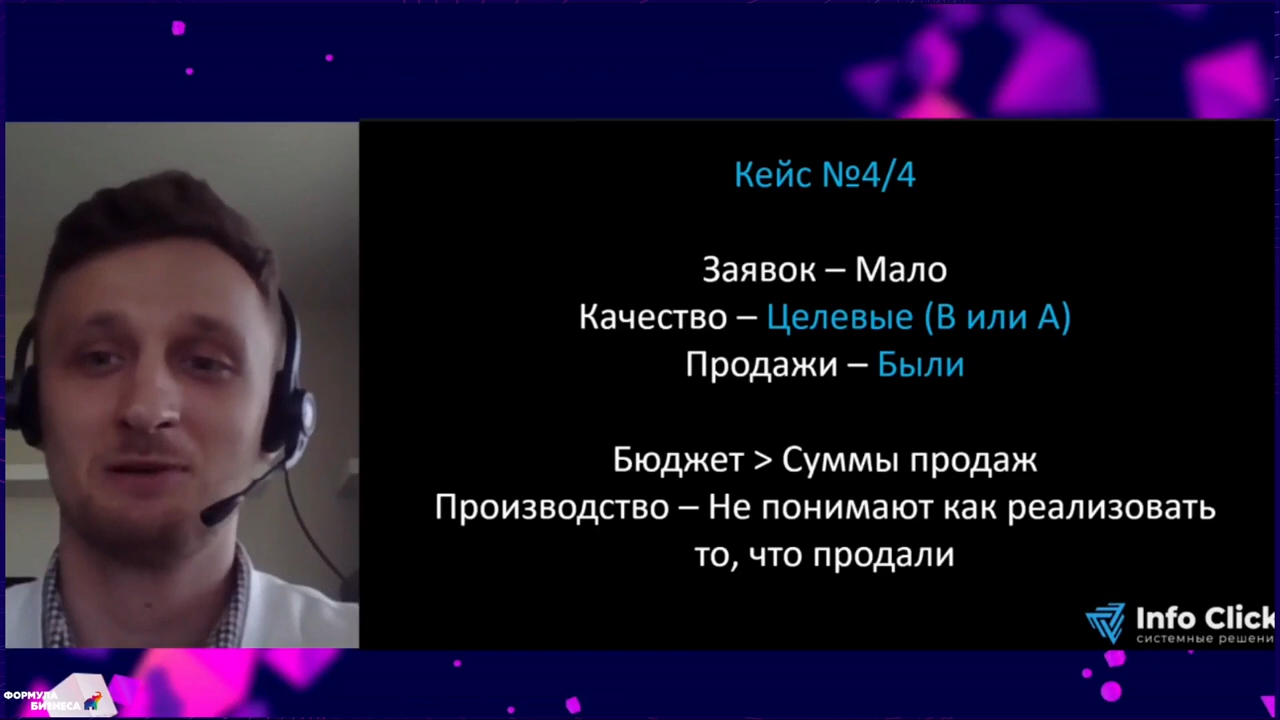 Кейс №4/4
Заявок – Мало
Качество – Целевые (В или А)
Продажи – Были
Бюджет > Суммы продаж
Производство – Не понимают как реализовать
то, что продали
Info Click
системные решени
ФОРМУЛА
БИЗНЕСА